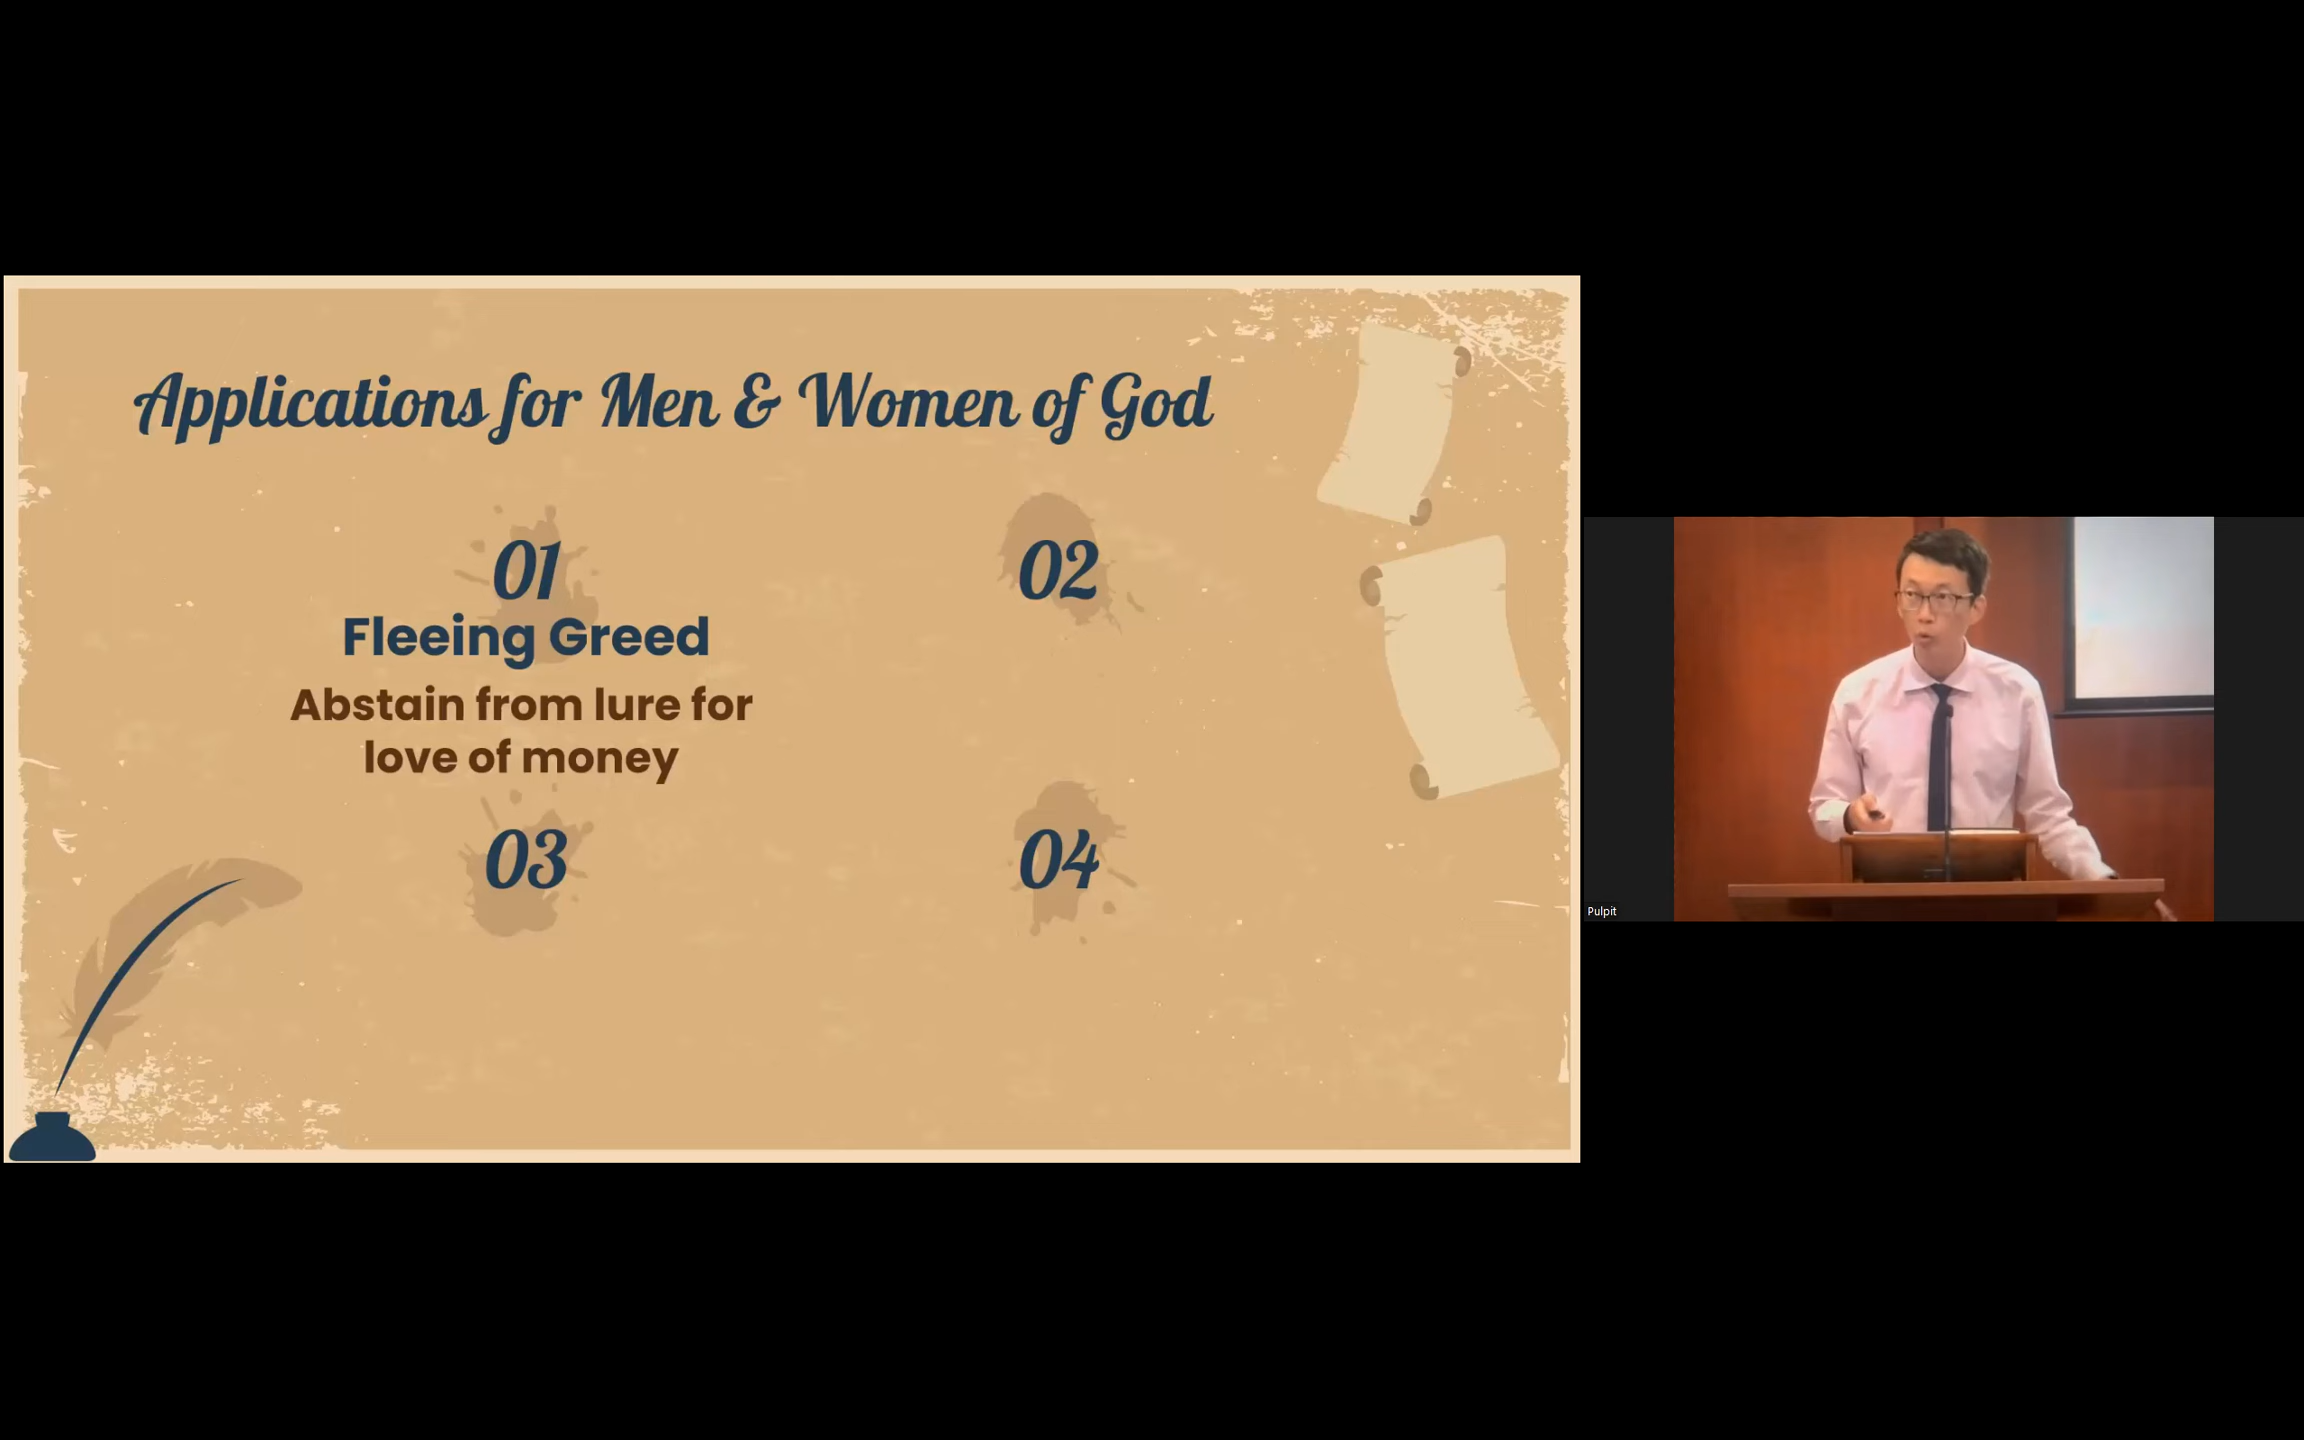 Applications for Men & Women of God
01
Fleeing Greed
Abstain from lure for
love of money
02
03
04
Pulpit